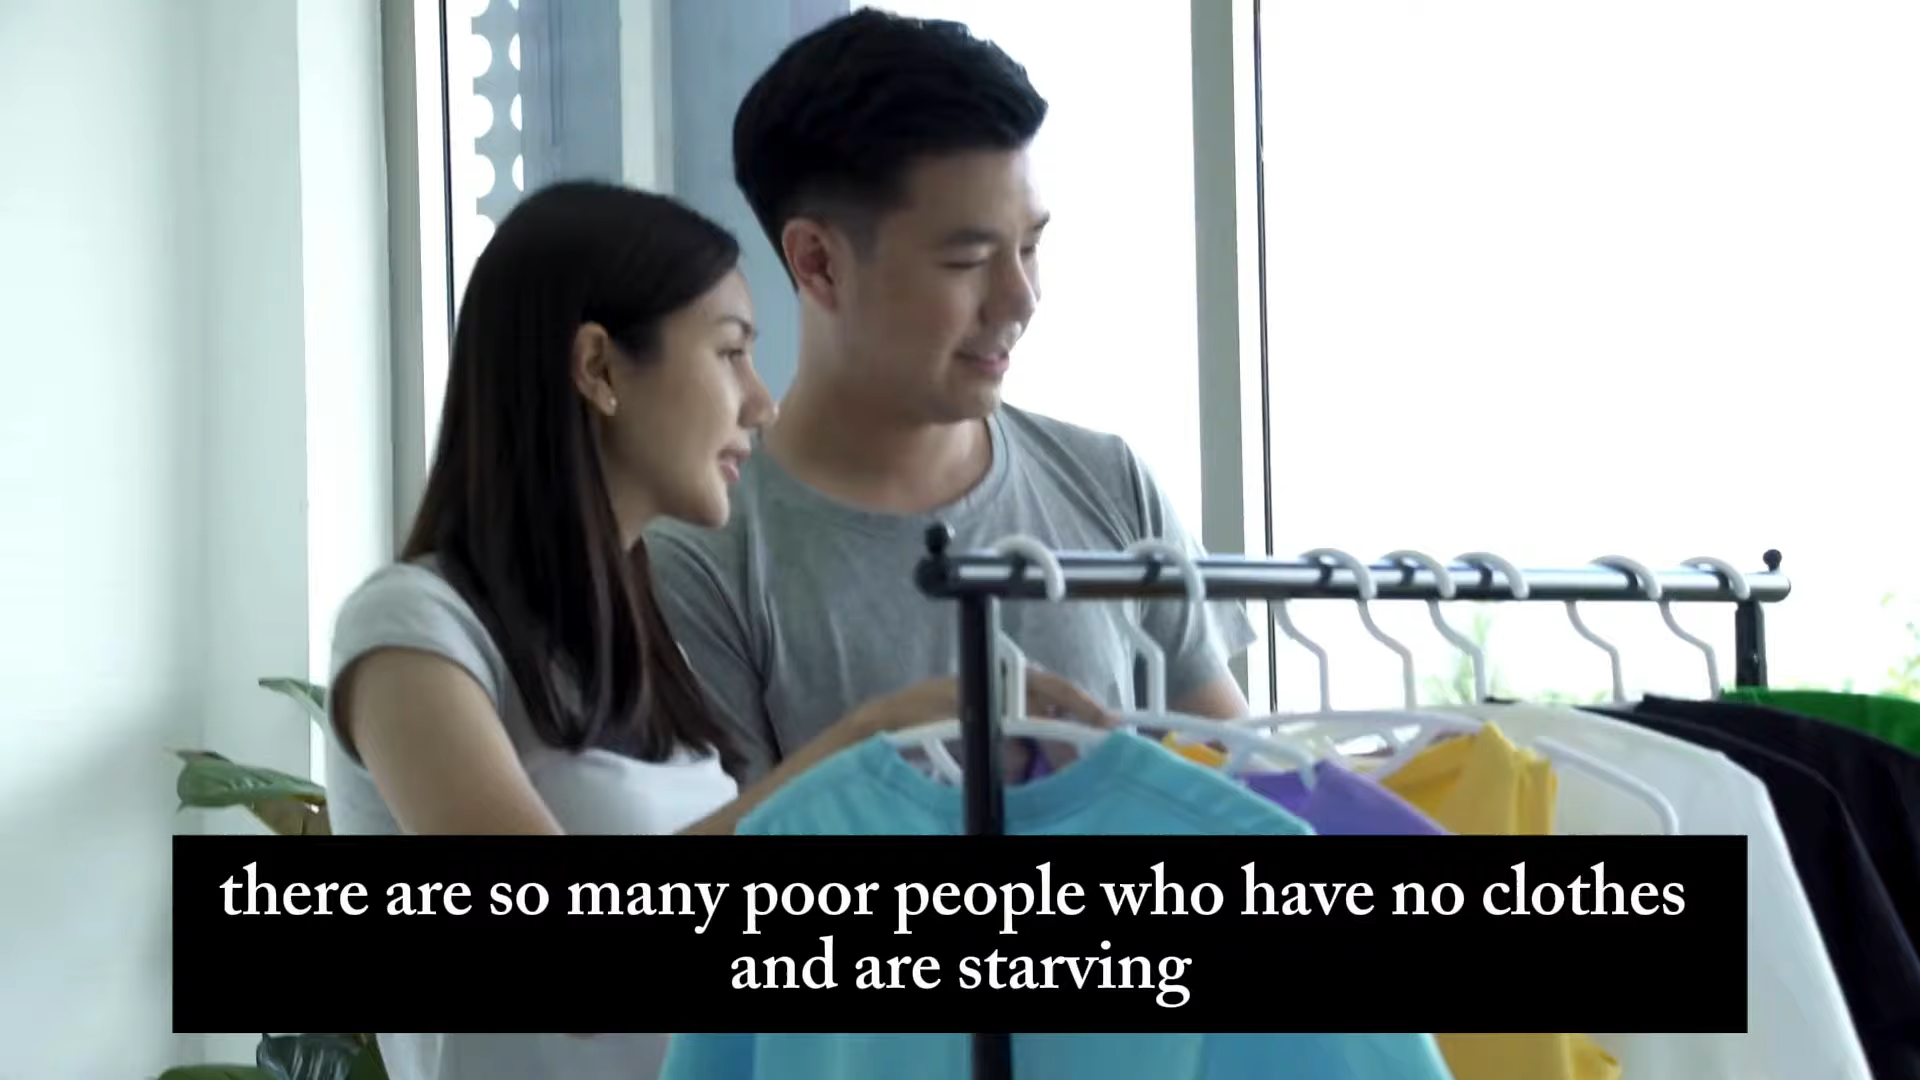 there are so many poor people who have no clothes
and are starving